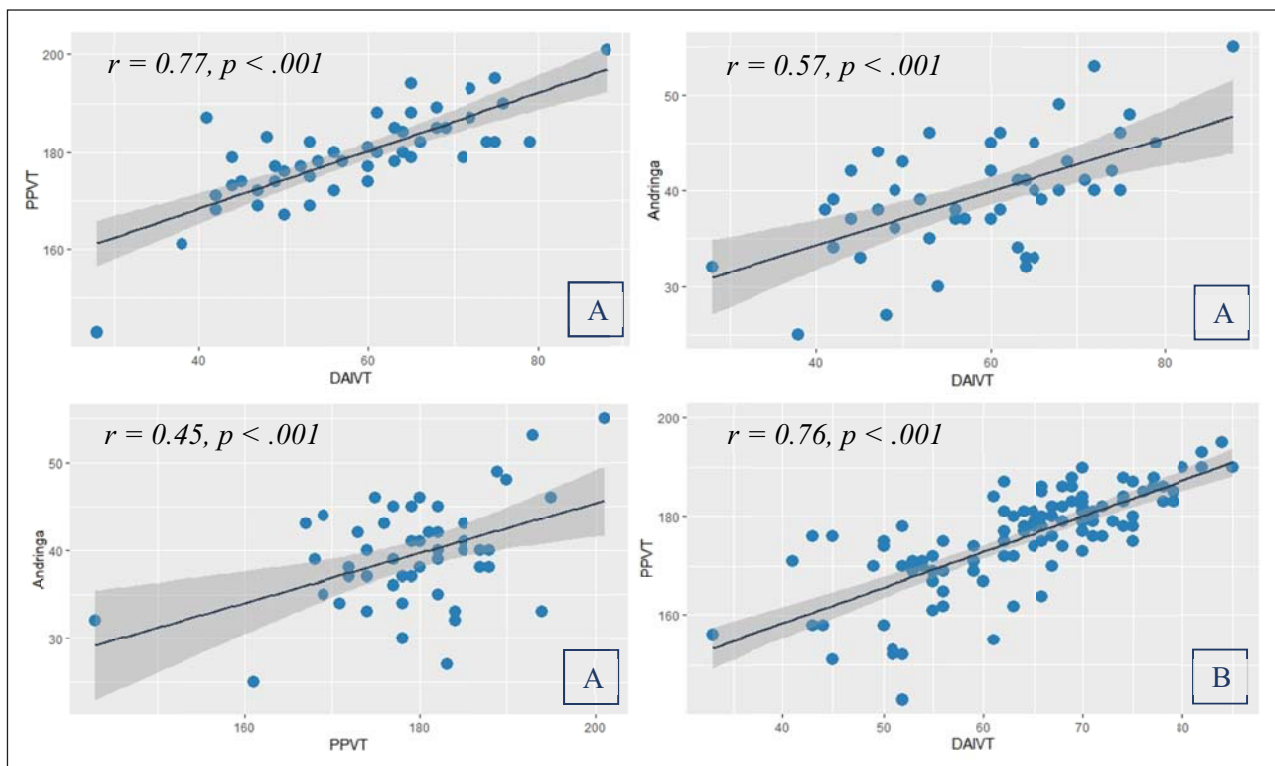 r = 0.77, p < .001
200
180
160
PPVT
40
60
80
DAIVT
A
r = 0.57, p < .001
50
40
30
Andringa
40
60
80
DAIVT
A
r = 0.45, p < .001
50
40
30
Andringa
160
180
200
PPVT
A
r = 0.76, p < .001
200
180
160
PPVT
40
50
60
70
80
DAIVT
B